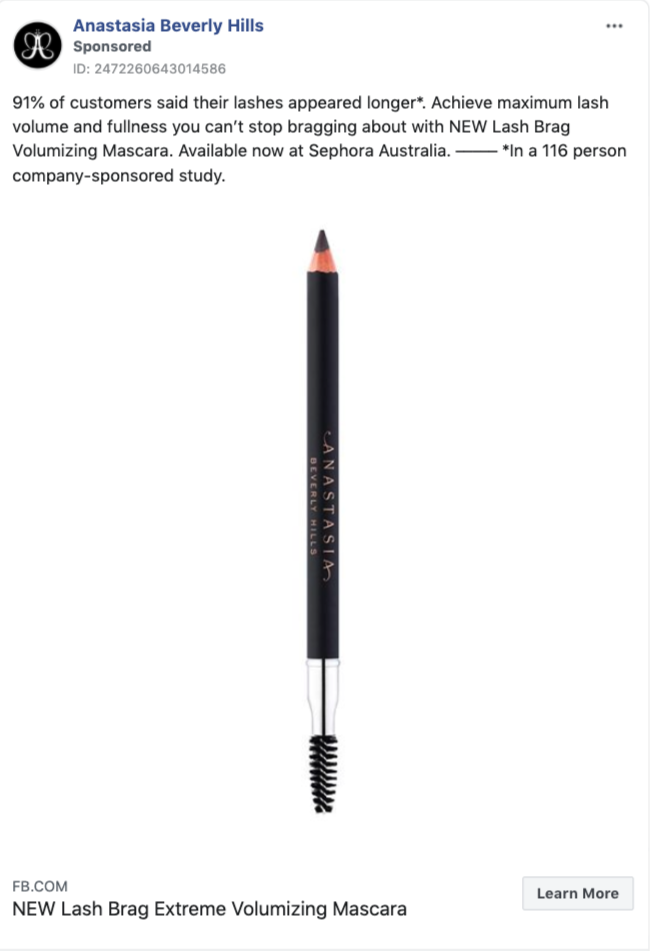 Anastasia Beverly Hills
Sponsored
ID: 2472260643014586
91% of customers said their lashes appeared longer*. Achieve maximum lash
volume and fullness you can’t stop bragging about with NEW Lash Brag
Volumizing Mascara. Available now at Sephora Australia. —— *In a 116 person
company-sponsored study.
ANASTASIA
BEVERLY HILLS
FB.COM
NEW Lash Brag Extreme Volumizing Mascara
Learn More